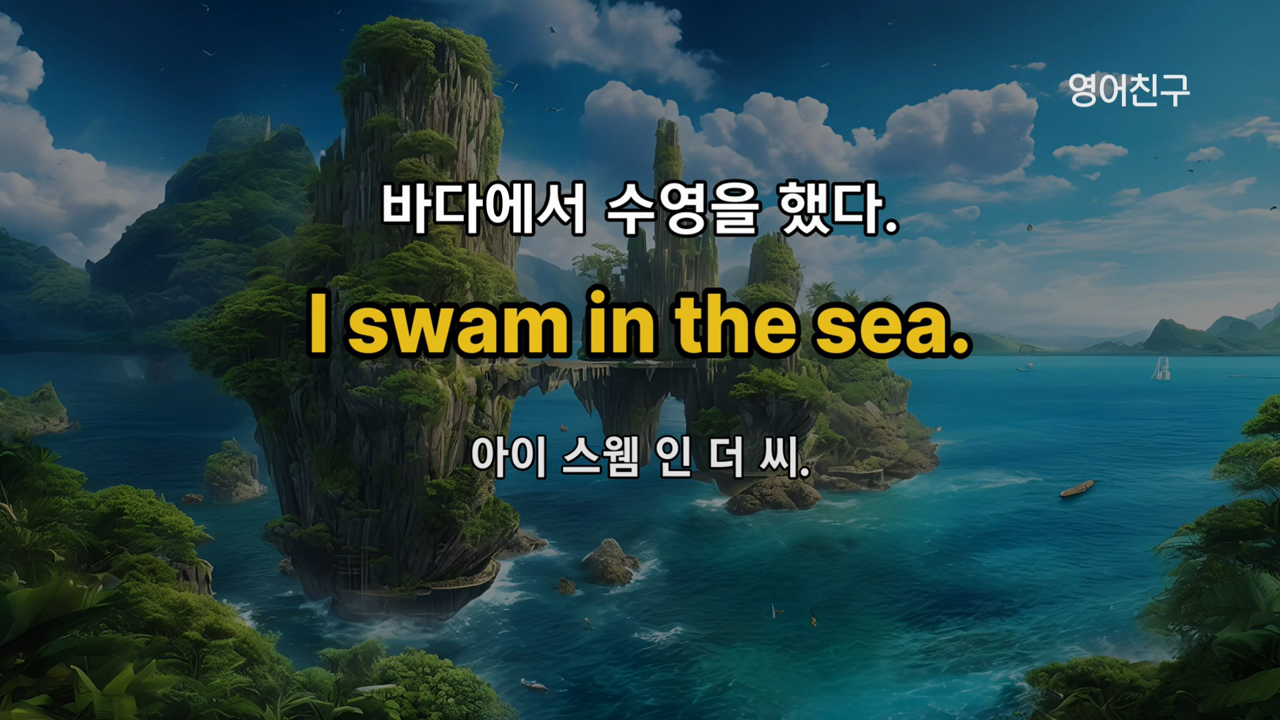 영어친구
바다에서 수영을 했다.
I swam in the sea.
아이 스웸 인 더 씨.